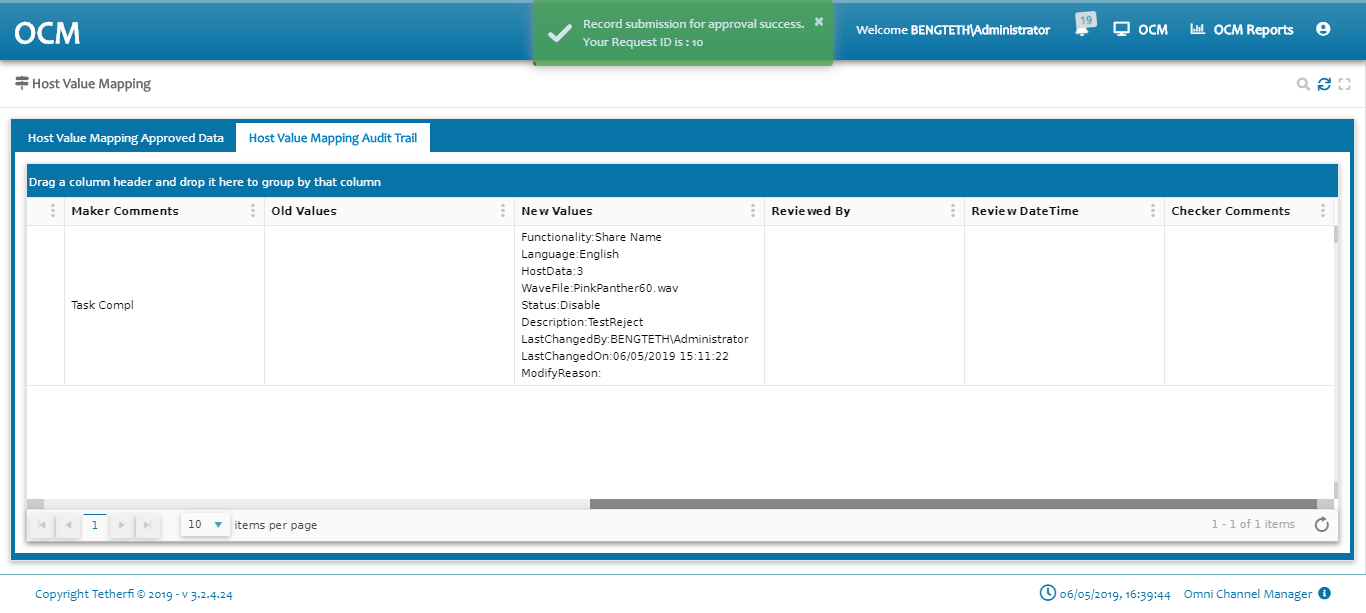 OCM
Record submission for approval success.
Your Request ID is : 10
Welcome BENGTETH\Administrator
19
OCM
OCM Reports
Host Value Mapping
Host Value Mapping Approved Data
Host Value Mapping Audit Trail
Drag a column header and drop it here to group by that column
Maker Comments
Old Values
New Values
Reviewed By
Review DateTime
Checker Comments
Task Compl
Functionality:Share Name
Language:English
HostData:3
WaveFile:PinkPanther60.wav
Status:Disable
Description:TestReject
LastChangedBy:BENGTETH\Administrator
LastChangedOn:06/05/2019 15:11:22
ModifyReason:
1
10
items per page
1 - 1 of 1 items
Copyright Tetherfi © 2019 - v 3.2.4.24
06/05/2019, 16:39:44
Omni Channel Manager